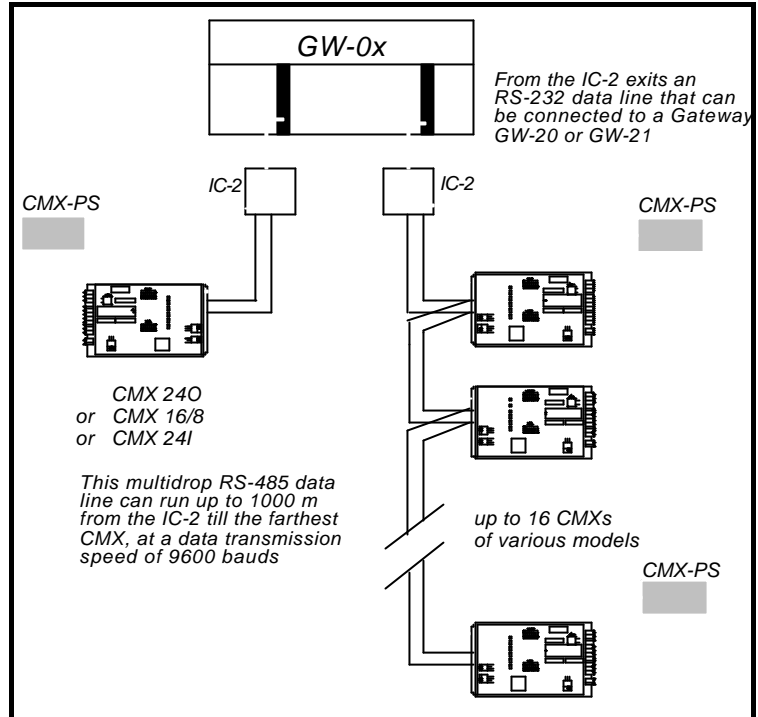 GW-0x
From the IC-2 exits an
RS-232 data line that can
be connected to a Gateway
GW-20 or GW-21
IC-2
IC-2
CMX-PS
CMX-PS
CMX 24O
or CMX 16/8
or CMX 24I
This multidrop RS-485 data
line can run up to 1000 m
from the IC-2 till the farthest
CMX, at a data transmission
speed of 9600 bauds
up to 16 CMXs
of various models
CMX-PS